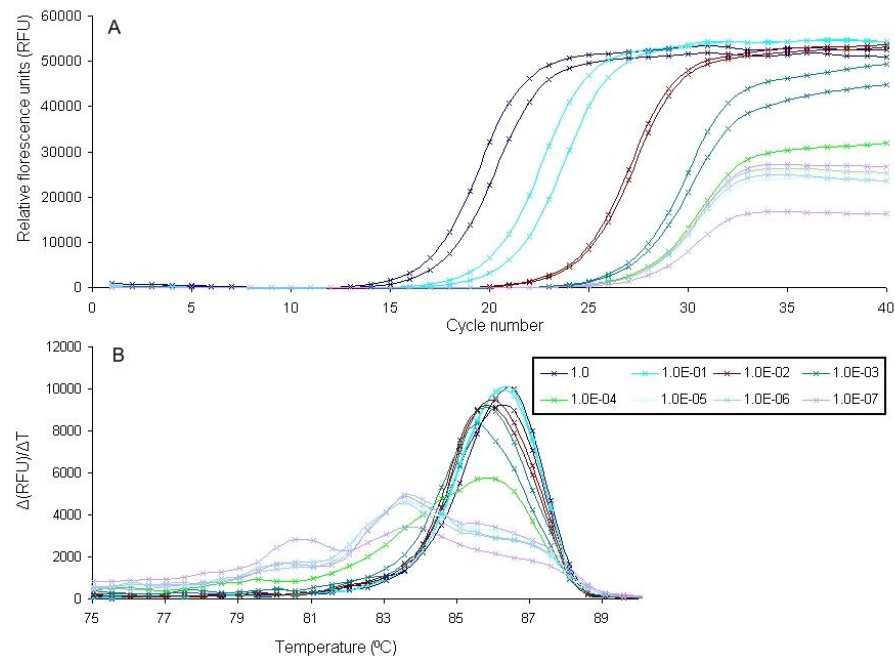 A
Relative florescence units (RFU)
60000
50000
40000
30000
20000
10000
0
0 5 10 15 20 25 30 35 40
Cycle number
B
Δ(RFU)/ΔT
12000
10000
8000
6000
4000
2000
0
1.0 1.0E-01 1.0E-02 1.0E-03
1.0E-04 1.0E-05 1.0E-06 1.0E-07
75 77 79 81 83 85 87 89
Temperature (ºC)